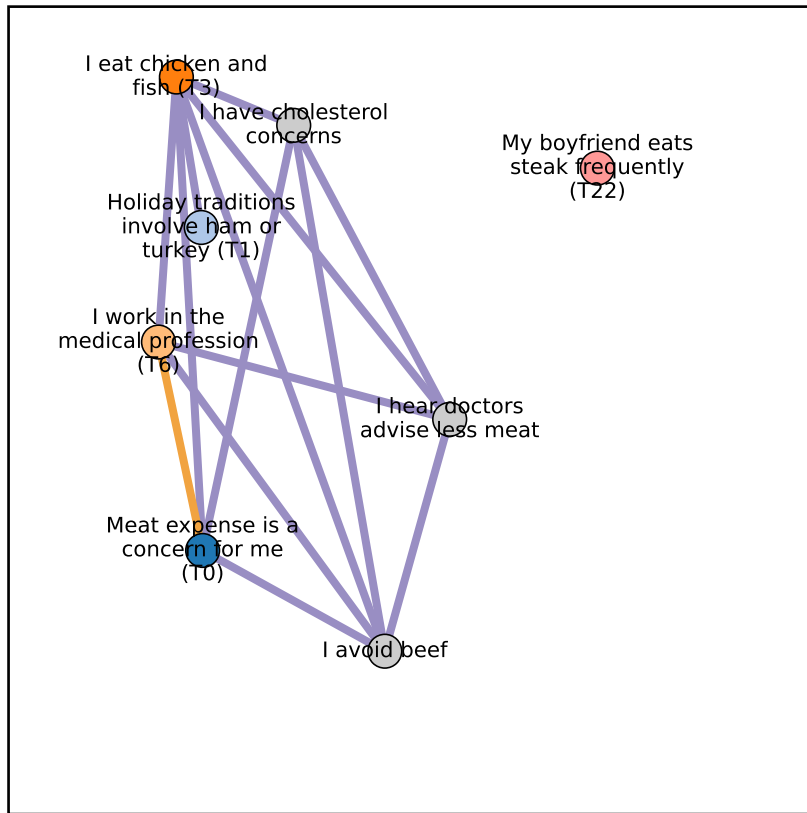 I eat chicken and
fish (T3)
I have cholesterol
concerns
My boyfriend eats
steak frequently
(T22)
Holiday traditions
involve ham or
turkey (T1)
I work in the
medical profession
(T6)
I hear doctors
advise less meat
Meat expense is a
concern for me
(T0)
I avoid beef